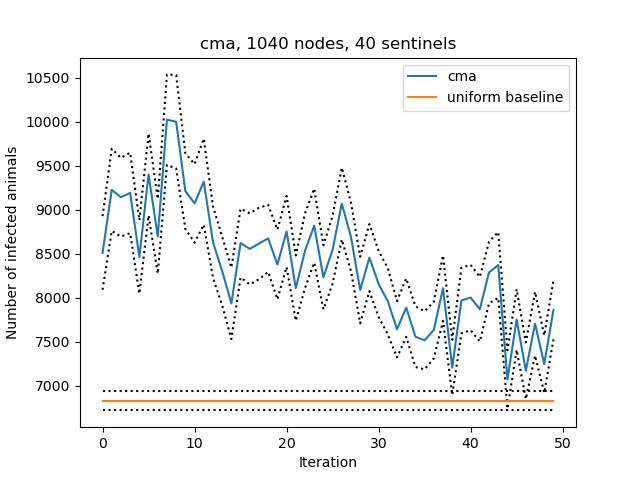 cma, 1040 nodes, 40 sentinels
cma
uniform baseline
Number of infected animals
10500
10000
9500
9000
8500
8000
7500
7000
0 10 20 30 40 50
Iteration